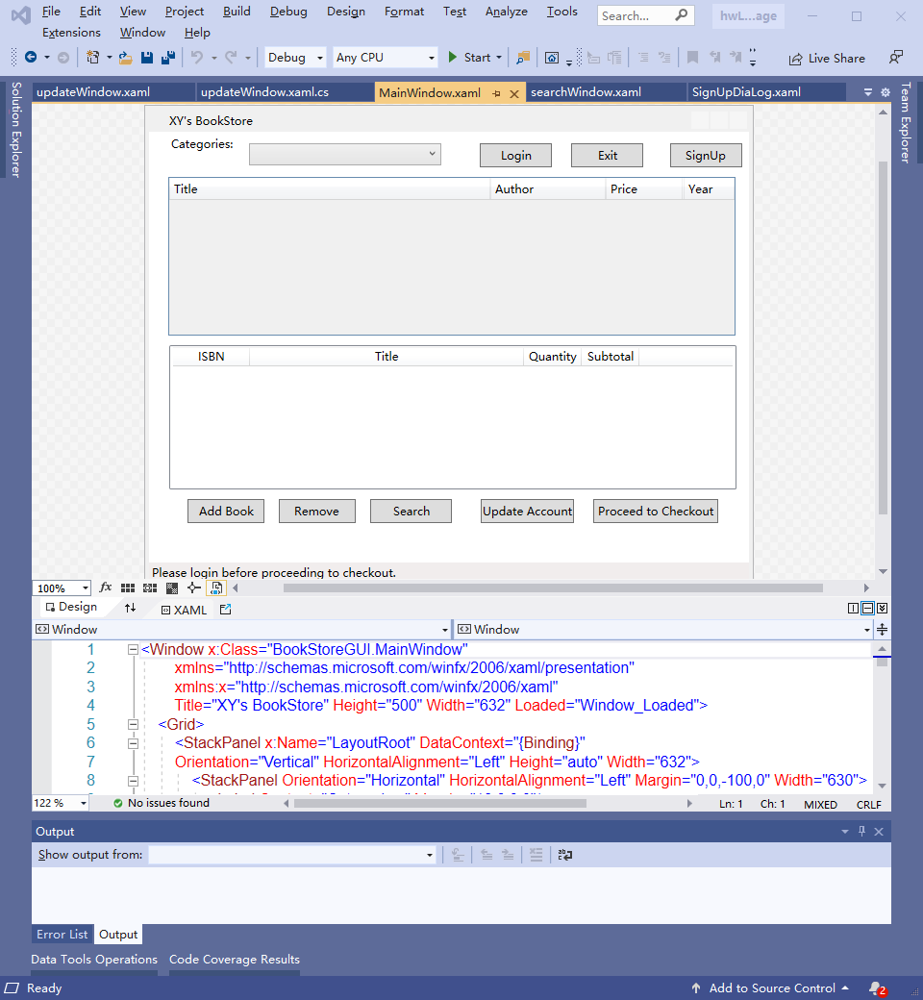 File Edit View Project Build Debug Design Format Test Analyze Tools Search... hwL...age
Extensions Window Help
Debug Any CPU Start Live Share
Solution Explorer
updateWindow.xaml updateWindow.xaml.cs MainWindow.xaml searchWindow.xaml SignUpDiaLog.xaml
Team Explorer
XY's BookStore
Categories: Login Exit SignUp
Title Author Price Year
ISBN Title Quantity Subtotal
Add Book Remove Search Update Account Proceed to Checkout
Please login before proceeding to checkout.
100% fx
Design XAML
Window Window
1 <Window x:Class="BookStoreGUI.MainWindow"
2 xmlns="http://schemas.microsoft.com/winfx/2006/xaml/presentation"
3 xmlns:x="http://schemas.microsoft.com/winfx/2006/xaml"
4 Title="XY's BookStore" Height="500" Width="632" Loaded="Window_Loaded">
5 <Grid>
6 <StackPanel x:Name="LayoutRoot" DataContext="{Binding}"
7 Orientation="Vertical" HorizontalAlignment="Left" Height="auto" Width="632">
8 <StackPanel Orientation="Horizontal" HorizontalAlignment="Left" Margin="0,0,-100,0" Width="630">
122 % No issues found Ln: 1 Ch: 1 MIXED CRLF
Output
Show output from:
Error List Output
Data Tools Operations Code Coverage Results
Ready Add to Source Control 2